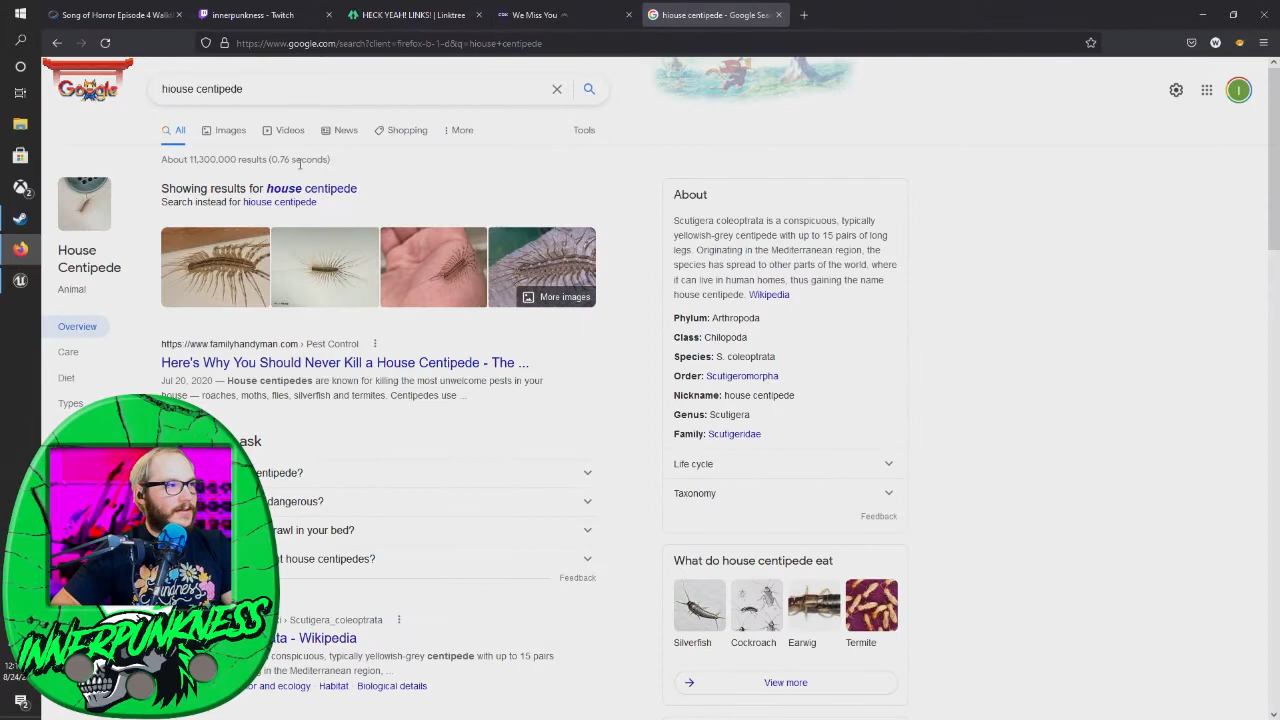 Song of Horror Episode 4 Walkt
twitch.tv/innerpunkness
HECK YEAH! LINKS! | Linktree
We Miss You
house centipede - Google Sea
https://www.google.com/search?client=firefox-b-1-d&q=hiouse+centipede
Google
hiouse centipede
All
Images
Videos
News
Shopping
More
Tools
About 11,300,000 results (0.76 seconds)
Showing results for house centipede
Search instead for hiouse centipede
House
Centipede
Animal
Overview
Care
Diet
Types
More images
https://www.familyhandyman.com › Pest Control
Here's Why You Should Never Kill a House Centipede - The ...
Jul 20, 2020 — House centipedes are known for killing the most unwelcome pests in your
house — roaches, moths, flies, silverfish and termites. Centipedes use ...
ask
entipede?
dangerous?
rawl in your bed?
t house centipedes?
Feedback
› Scutigera_coleoptrata
ta - Wikipedia
conspicuous, typically yellowish-grey centipede with up to 15 pairs
in the Mediterranean region, ...
or and ecology · Habitat · Biological details
About
Scutigera coleoptrata is a conspicuous, typically
yellowish-grey centipede with up to 15 pairs of long
legs. Originating in the Mediterranean region, the
species has spread to other parts of the world, where
it can live in human homes, thus gaining the name
house centipede. Wikipedia
Phylum: Arthropoda
Class: Chilopoda
Species: S. coleoptrata
Order: Scutigeromorpha
Nickname: house centipede
Genus: Scutigera
Family: Scutigeridae
Life cycle
Taxonomy
Feedback
What do house centipede eat
Silverfish
Cockroach
Earwig
Termite
View more
INNERPUNKNESS
8/24/